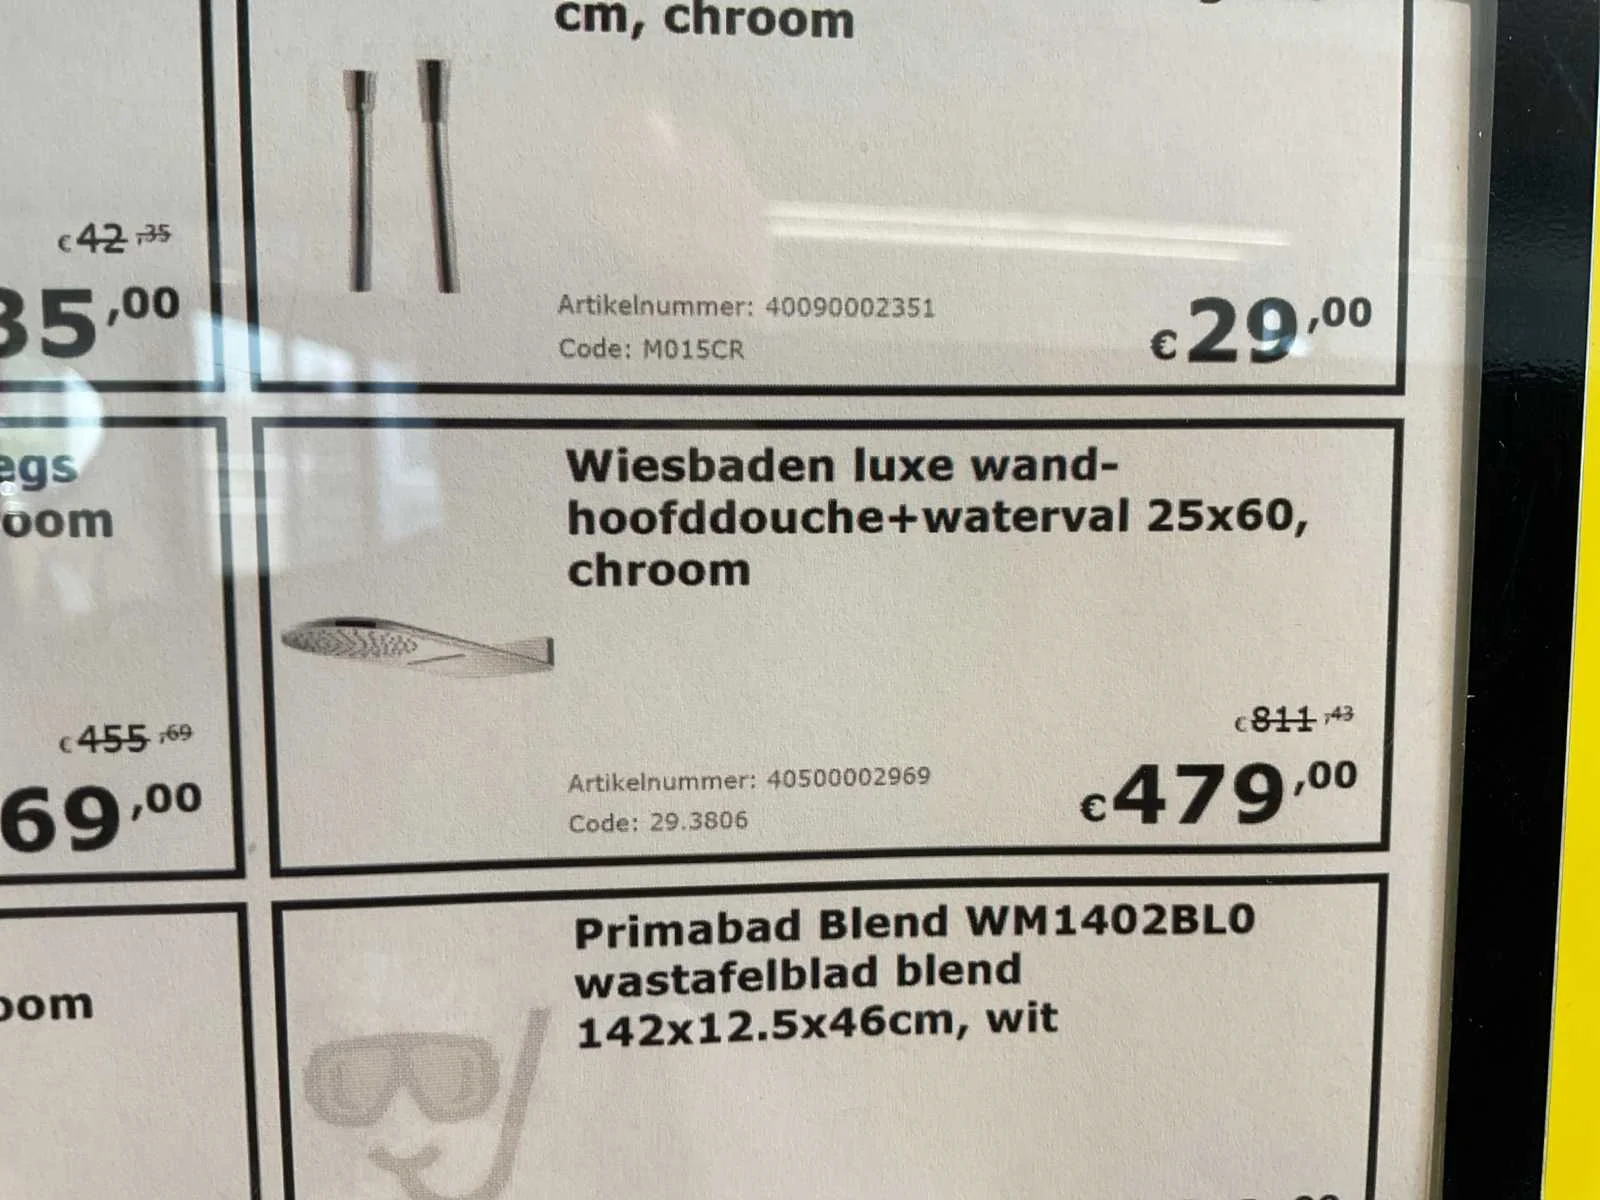 cm, chroom
€42,35
35,00
Artikelnummer: 40090002351
Code: M015CR
€29,00
egs
oom
€455,69
69,00
Wiesbaden luxe wand-
hoofddouche+waterval 25x60,
chroom
€811,43
Artikelnummer: 40500002969
Code: 29.3806
€479,00
oom
Primabad Blend WM1402BL0
wastafelblad blend
142x12.5x46cm, wit